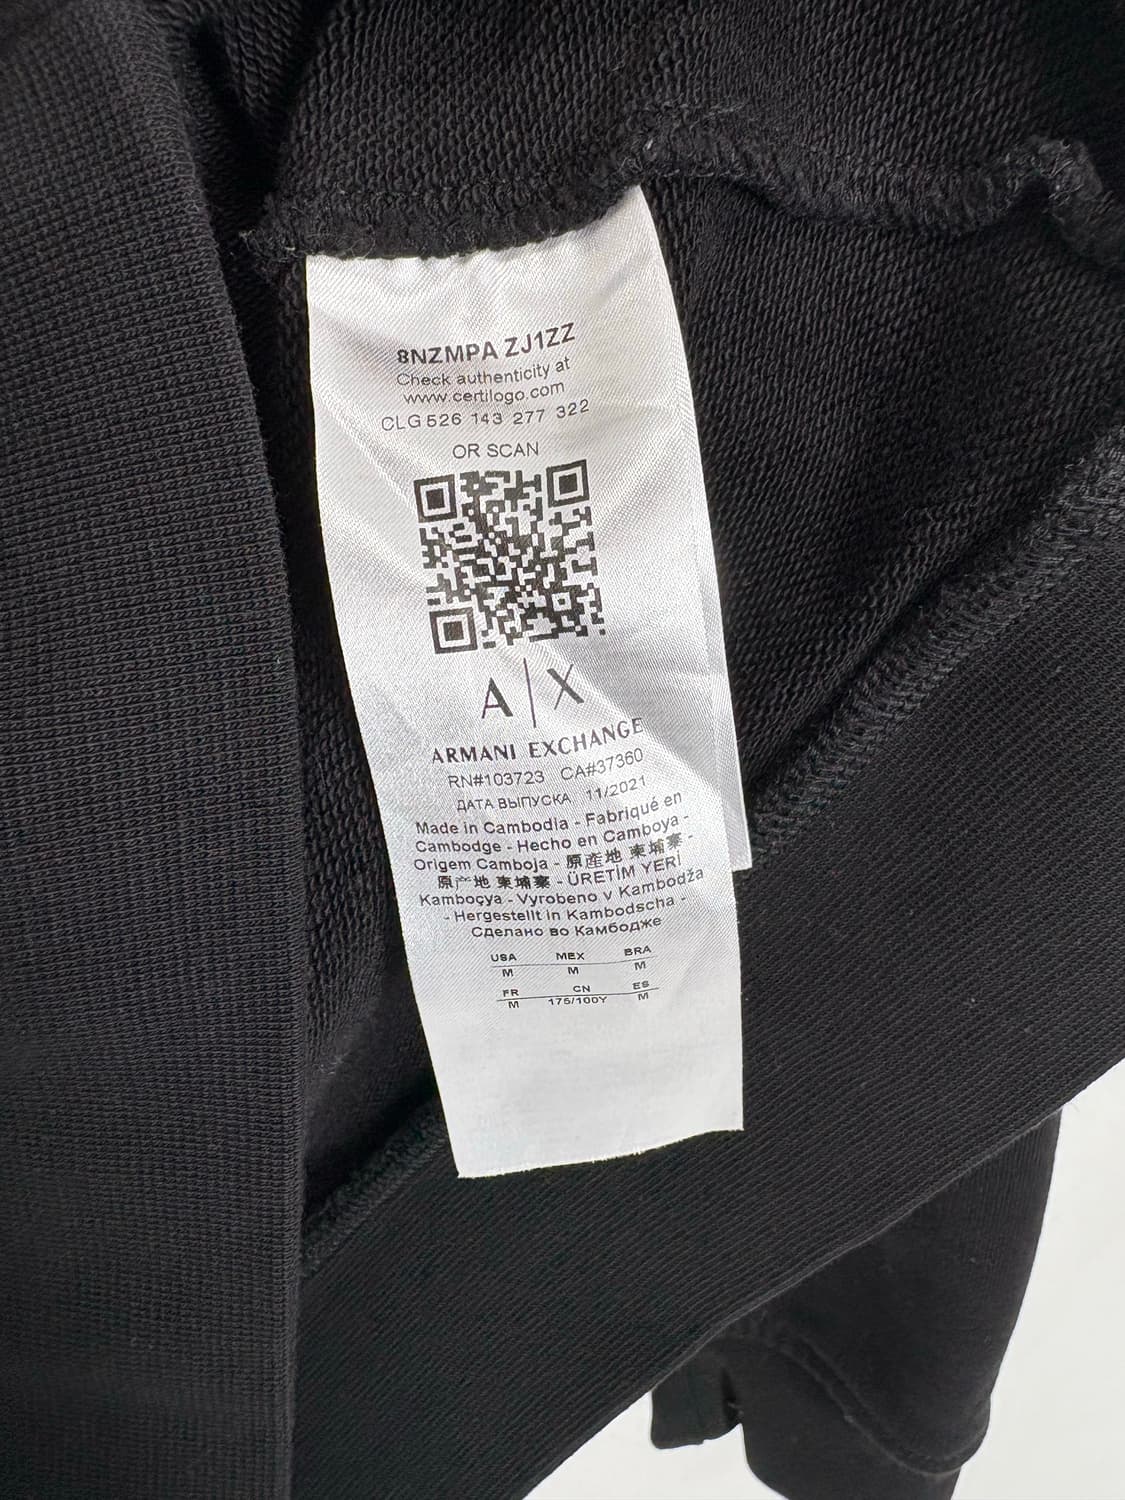 8NZMPA ZJ1ZZ
Check authenticity at
www.certilogo.com
CLG 526 143 277 322
OR SCAN
A|X
ARMANI EXCHANGE
RN#103723 CA#37360
ДАТА ВЫПУСКА 11/2021
Made in Cambodia - Fabriqué en
Cambodge - Hecho en Camboya -
Origem Camboja - 原産地 柬埔寨 -
原产地 柬埔寨 - ÜRETİM YERİ
Kamboçya - Vyrobeno v Kambodža
- Hergestellt in Kambodscha -
Сделано во Камбодже
USA MEX BRA
M M M
FR CN ES
M 175/100Y M